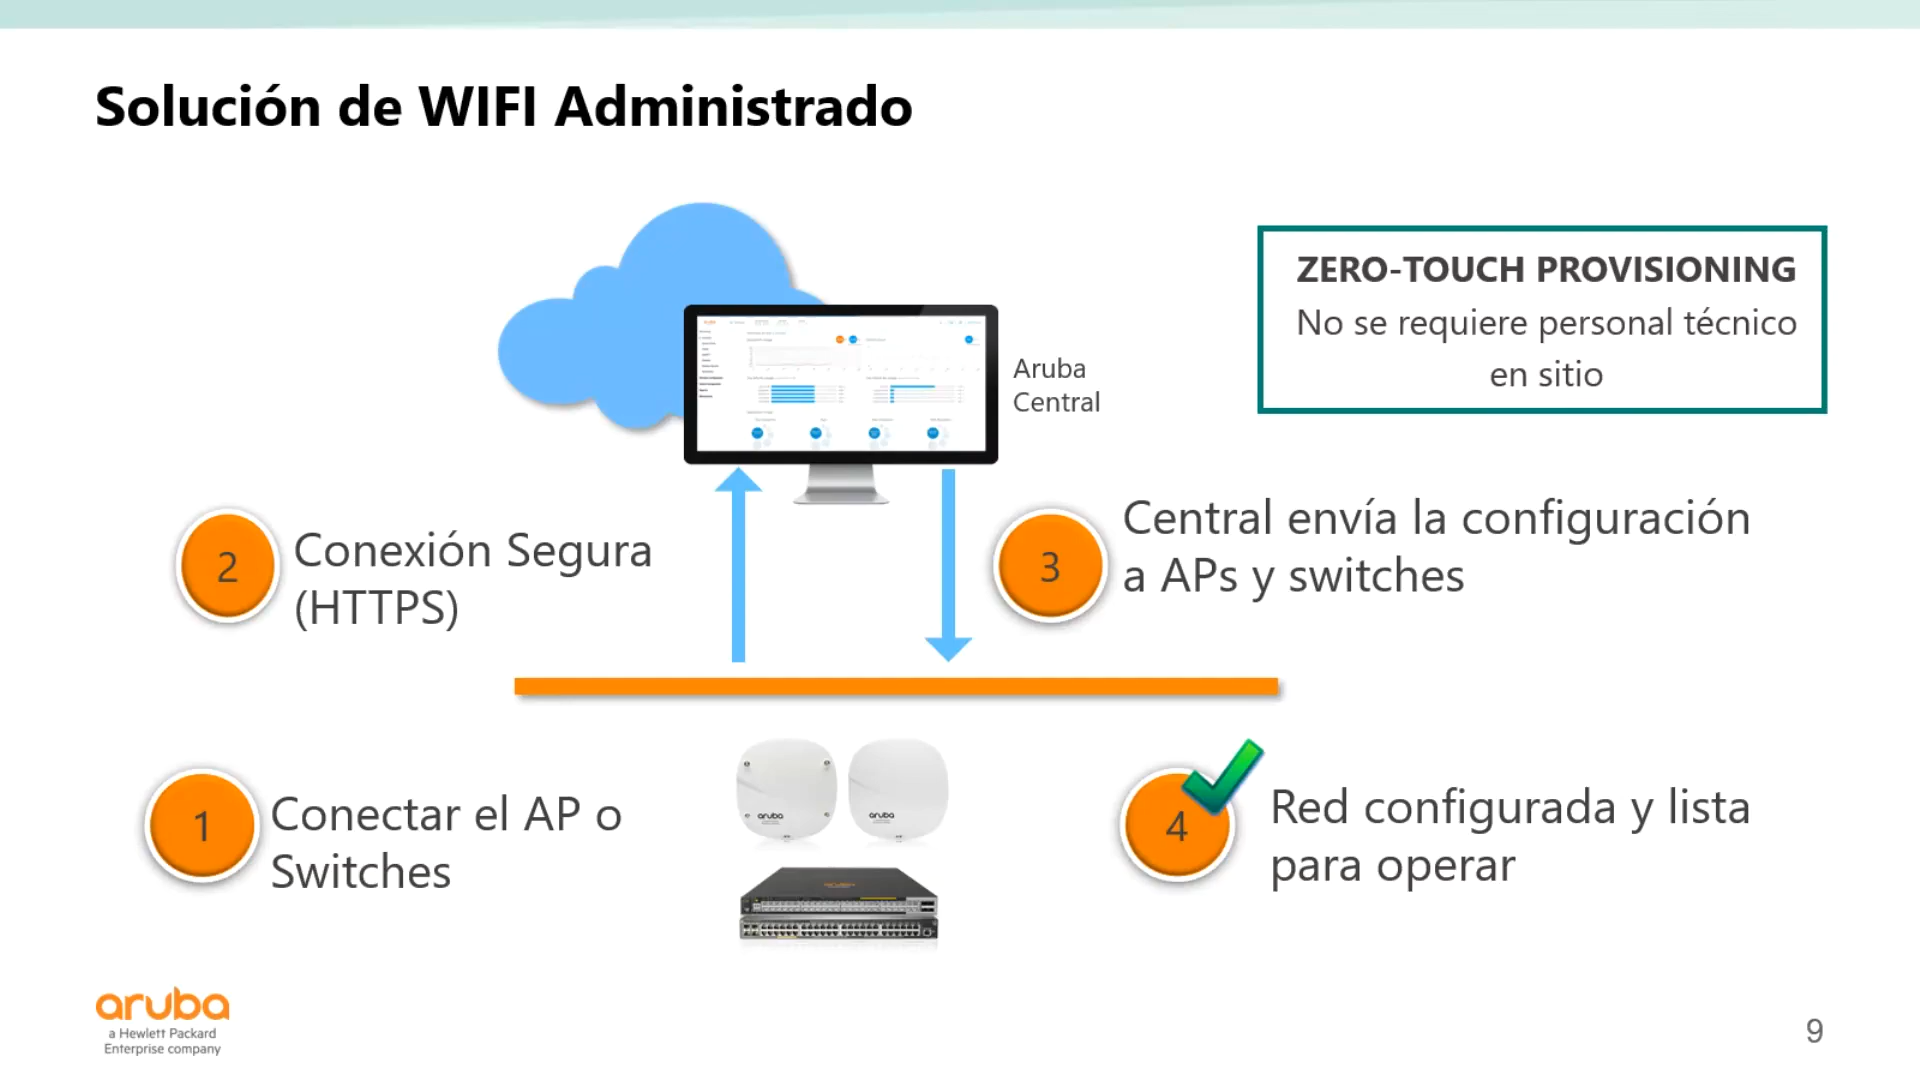 Solución de WIFI Administrado
ZERO-TOUCH PROVISIONING
No se requiere personal técnico
en sitio
Aruba
Central
2
Conexión Segura
(HTTPS)
3
Central envía la configuración
a APs y switches
1
Conectar el AP o
Switches
aruba
aruba
4
Red configurada y lista
para operar
aruba
a Hewlett Packard
Enterprise company
9